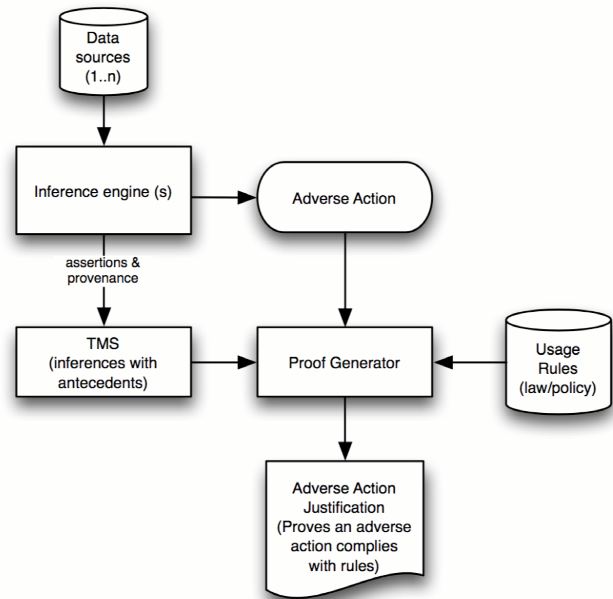 Data
sources
(1..n)
Inference engine (s)
Adverse Action
assertions &
provenance
TMS
(inferences with
antecedents)
Proof Generator
Usage
Rules
(law/policy)
Adverse Action
Justification
(Proves an adverse
action complies
with rules)